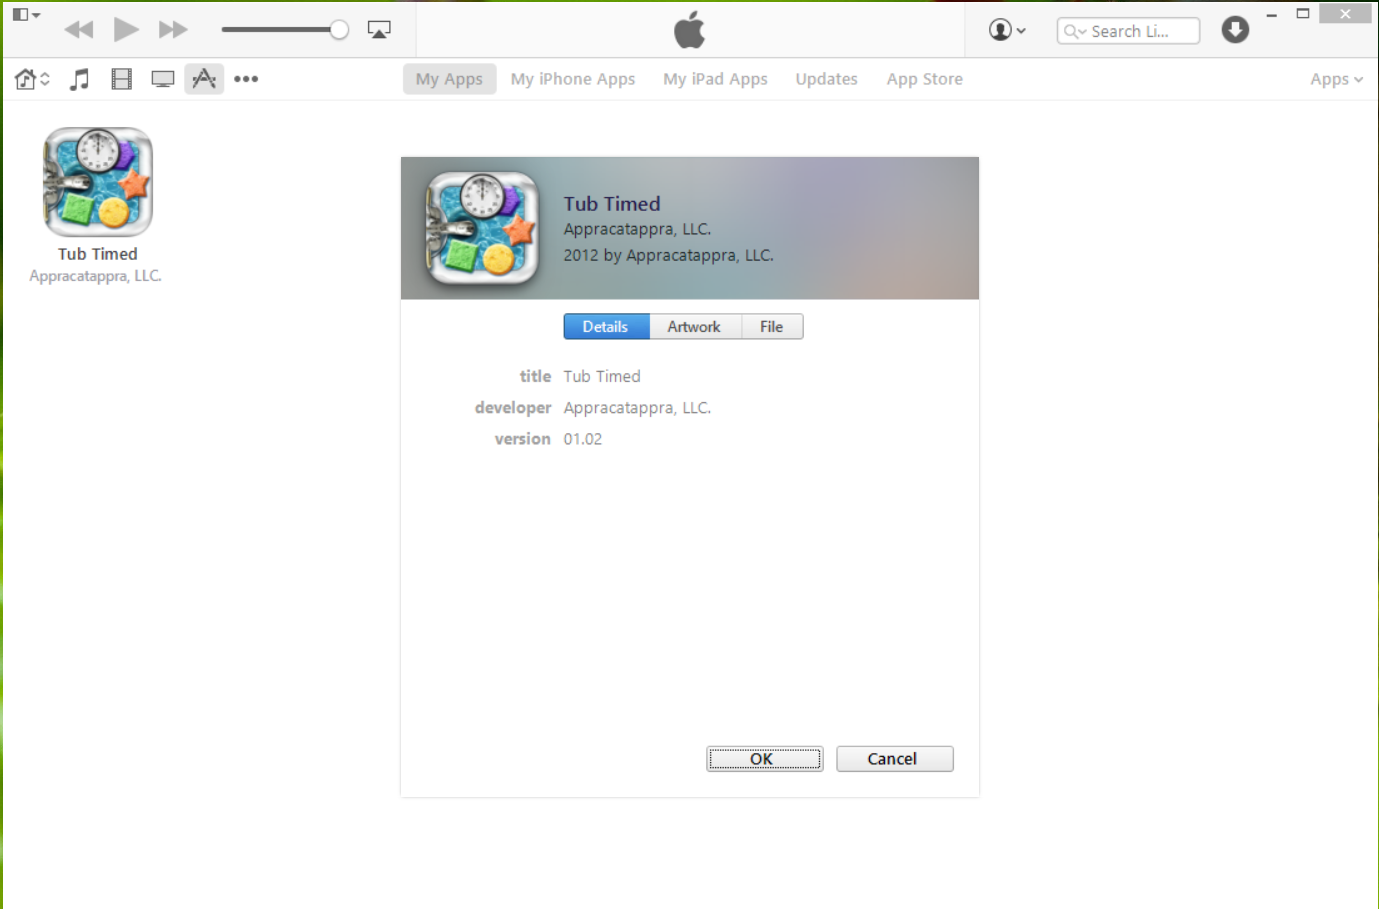 Search Li...
My Apps
My iPhone Apps
My iPad Apps
Updates
App Store
Apps
Tub Timed
Appracatappra, LLC.
Tub Timed
Appracatappra, LLC.
2012 by Appracatappra, LLC.
Details
Artwork
File
title Tub Timed
developer Appracatappra, LLC.
version 01.02
OK
Cancel